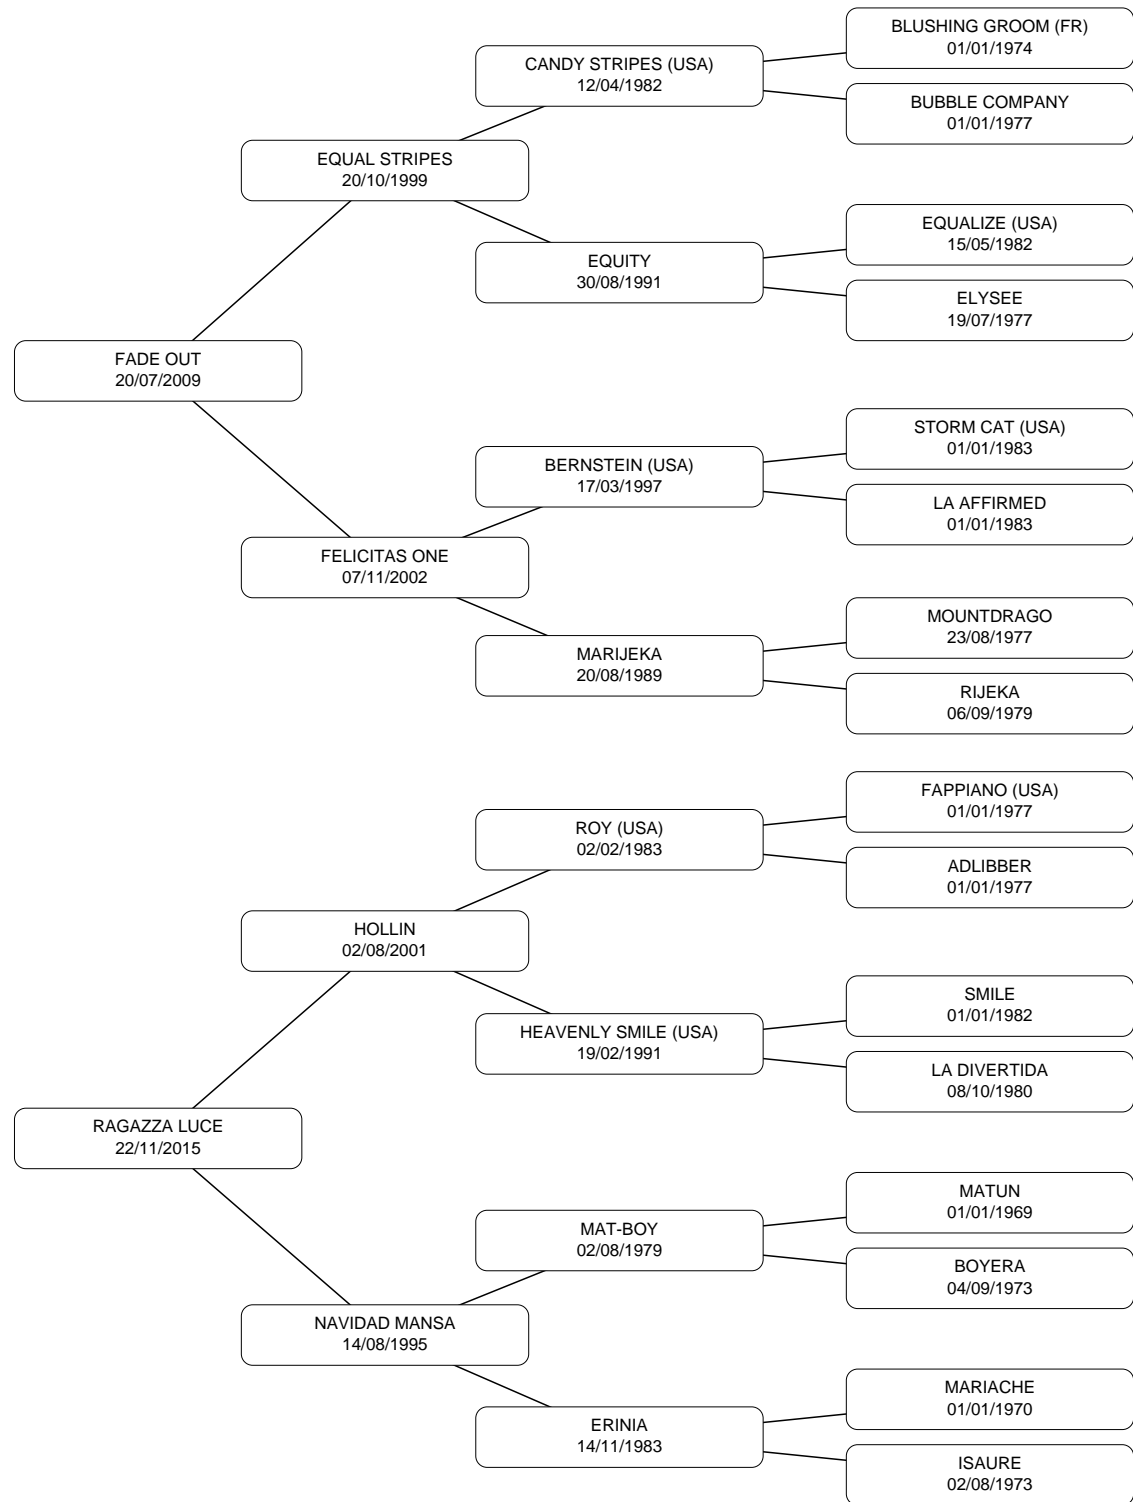 BLUSHING GROOM (FR)
01/01/1974
CANDY STRIPES (USA)
12/04/1982
BUBBLE COMPANY
01/01/1977
EQUAL STRIPES
20/10/1999
EQUALIZE (USA)
15/05/1982
EQUITY
30/08/1991
ELYSEE
19/07/1977
FADE OUT
20/07/2009
STORM CAT (USA)
01/01/1983
BERNSTEIN (USA)
17/03/1997
LA AFFIRMED
01/01/1983
FELICITAS ONE
07/11/2002
MOUNTDRAGO
23/08/1977
MARIJEKA
20/08/1989
RIJEKA
06/09/1979
FAPPIANO (USA)
01/01/1977
ROY (USA)
02/02/1983
ADLIBBER
01/01/1977
HOLLIN
02/08/2001
SMILE
01/01/1982
HEAVENLY SMILE (USA)
19/02/1991
LA DIVERTIDA
08/10/1980
RAGAZZA LUCE
22/11/2015
MATUN
01/01/1969
MAT-BOY
02/08/1979
BOYERA
04/09/1973
NAVIDAD MANSA
14/08/1995
MARIACHE
01/01/1970
ERINIA
14/11/1983
ISAURE
02/08/1973